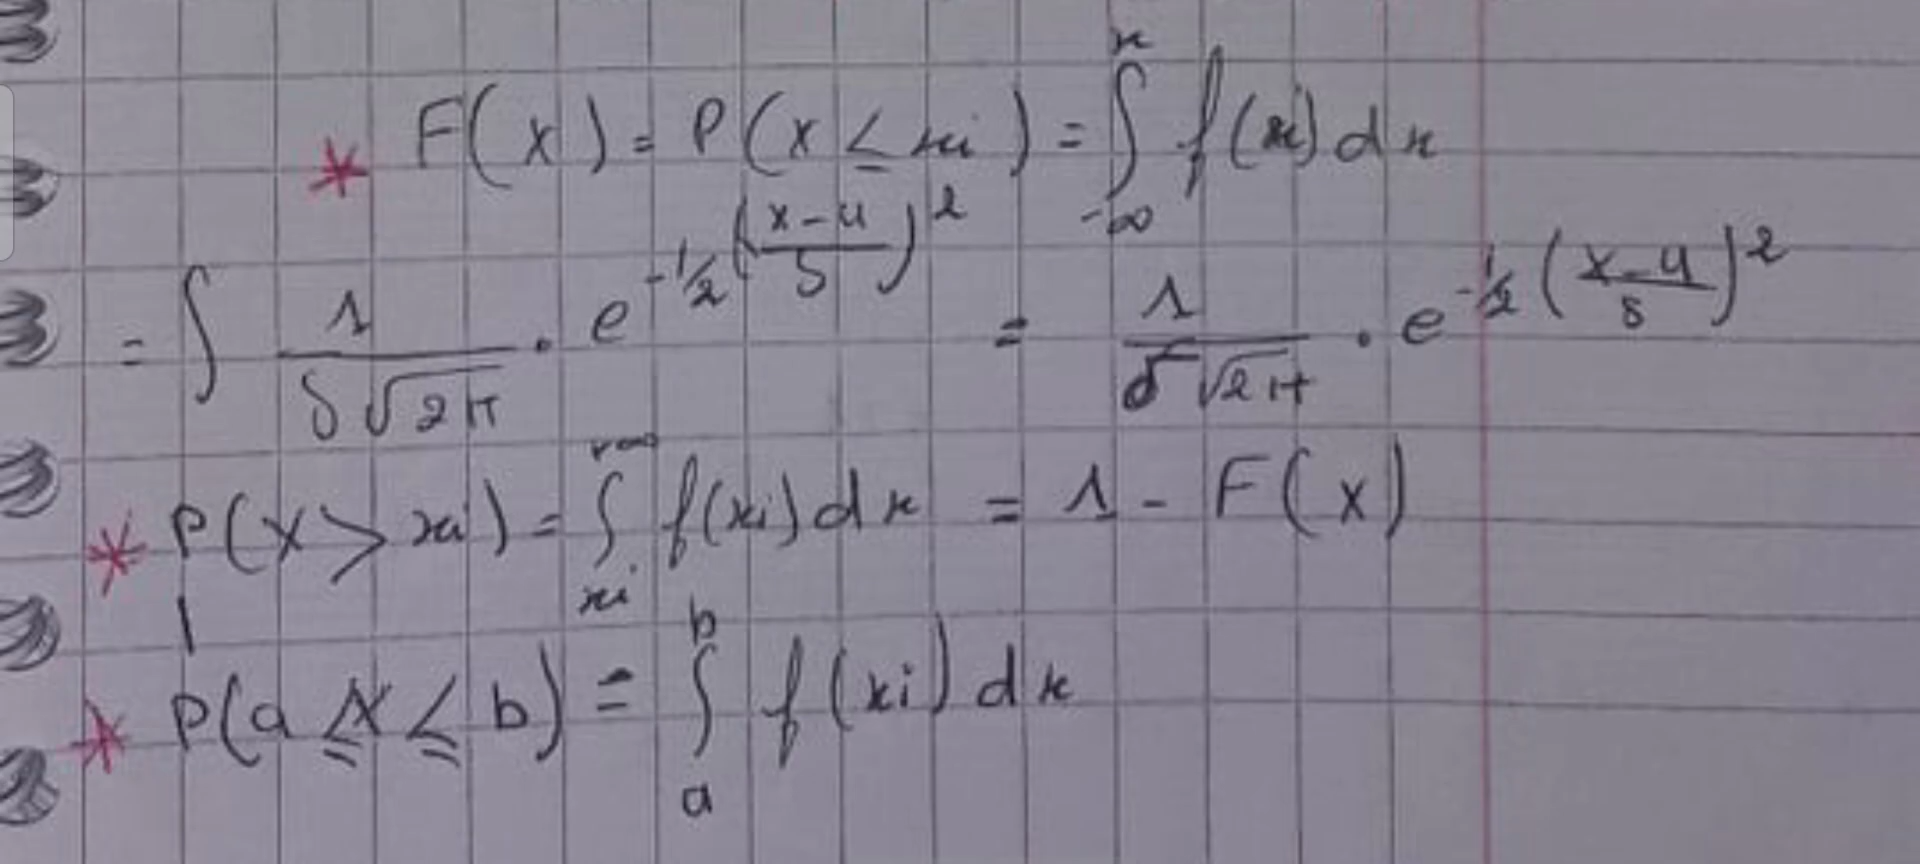 * F(x) = P(x ≤ xi) = ∫_{-∞}^{x} f(xi) dx
= ∫ 1/(δ√2π) · e^{-1/2 ((x-u)/δ)^2} = 1/(δ√2π) · e^{-1/2 ((x-u)/δ)^2}
* P(x > xi) = ∫_{xi}^{+∞} f(xi) dx = 1 - F(x)
* P(a ≤ x ≤ b) = ∫_{a}^{b} f(xi) dx